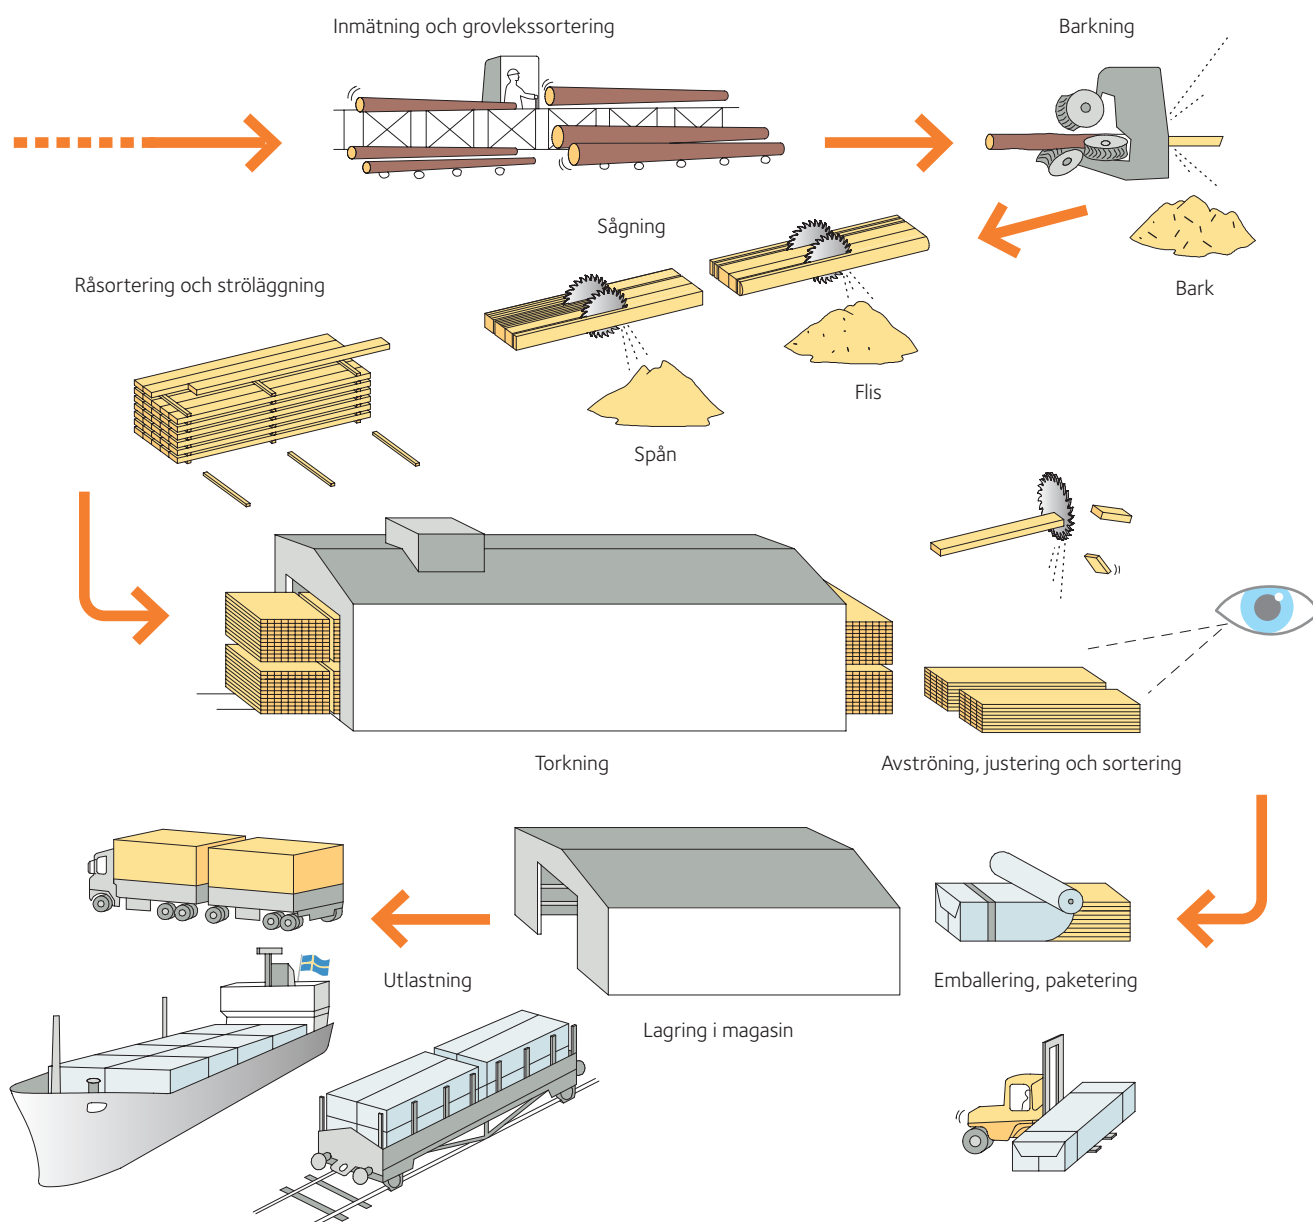 Inmätning och grovlekssortering
Barkning
Sågning
Råsortering och ströläggning
Bark
Flis
Spån
Torkning
Avströning, justering och sortering
Utlastning
Emballering, paketering
Lagring i magasin